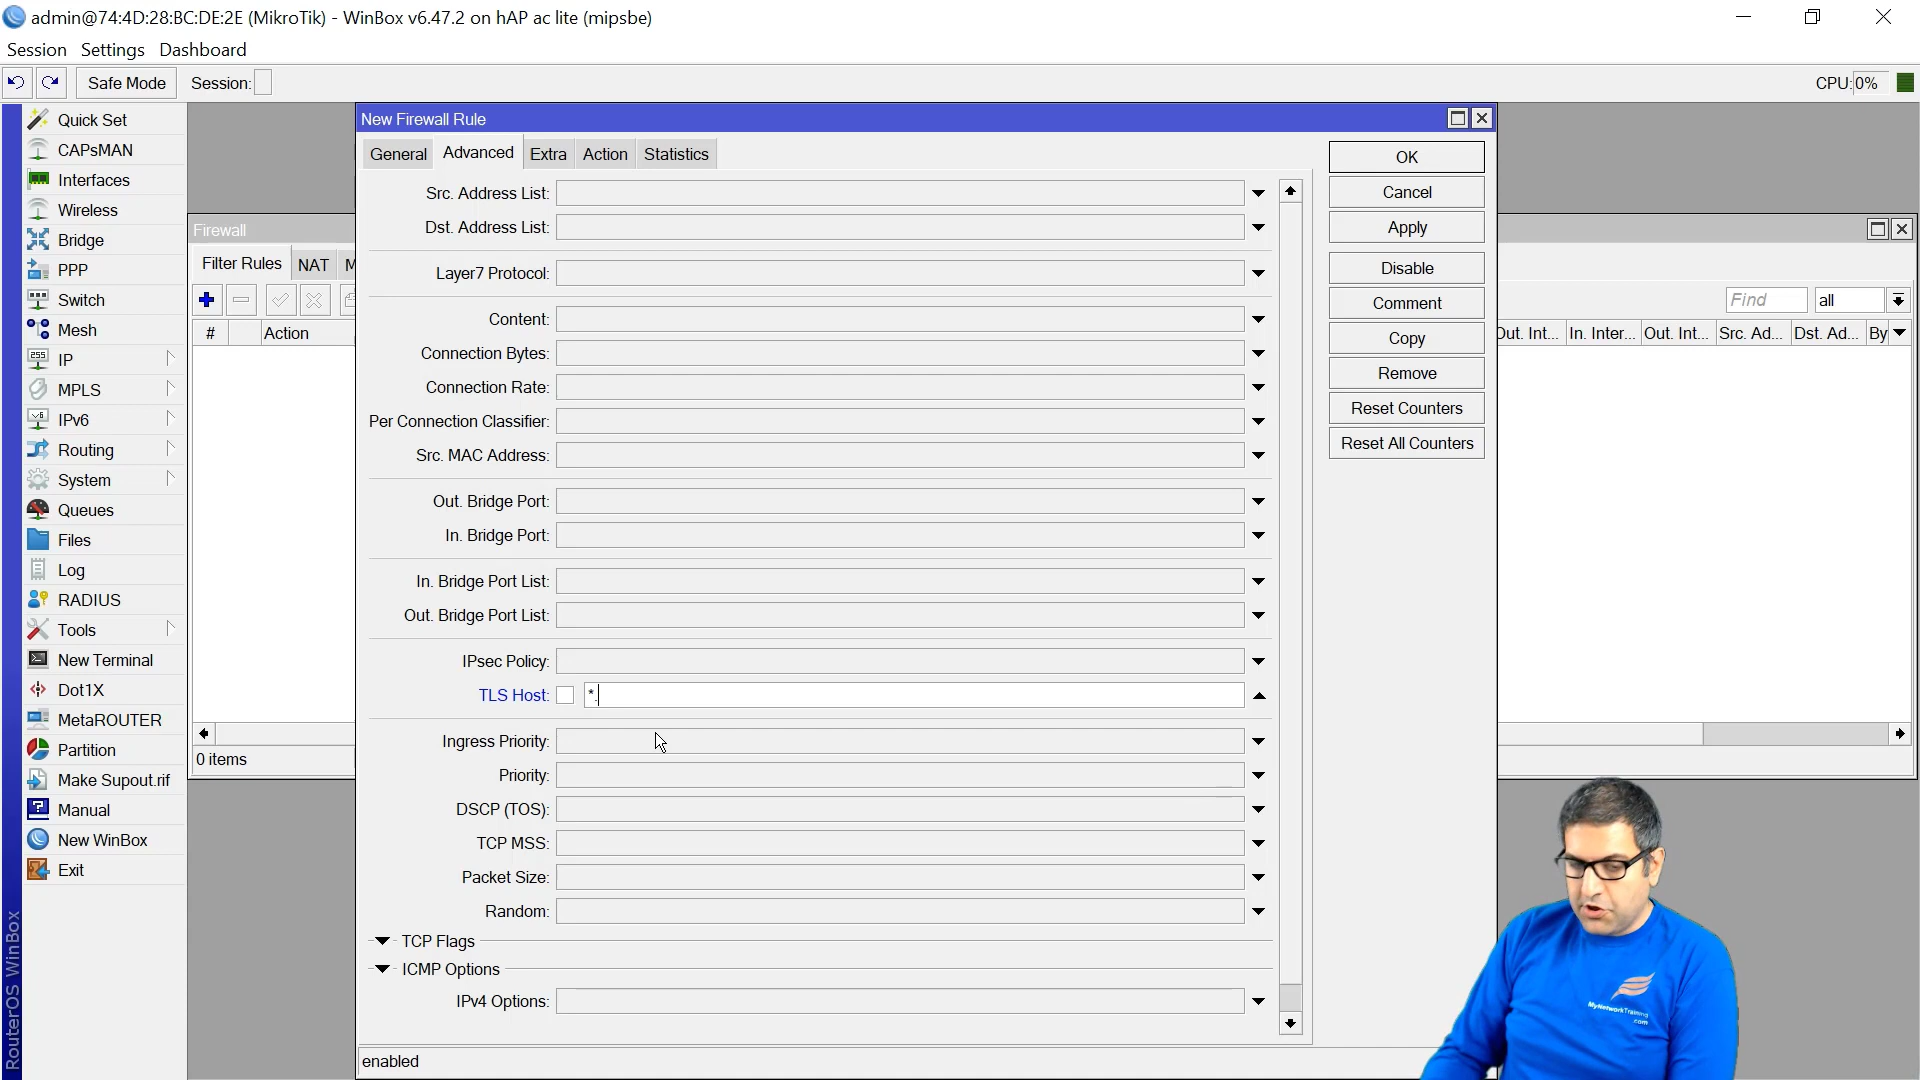 admin@74:4D:28:BC:DE:2E (MikroTik) - WinBox v6.47.2 on hAP ac lite (mipsbe)
Session Settings Dashboard
Safe Mode Session: CPU: 0%
Quick Set
CAPsMAN
Interfaces
Wireless
Bridge
PPP
Switch
Mesh
IP
MPLS
IPv6
Routing
System
Queues
Files
Log
RADIUS
Tools
New Terminal
Dot1X
MetaROUTER
Partition
Make Supout.rif
Manual
New WinBox
Exit
RouterOS WinBox
Firewall
Filter Rules NAT M
# Action
0 items
New Firewall Rule
General Advanced Extra Action Statistics
Src. Address List:
Dst. Address List:
Layer7 Protocol:
Content:
Connection Bytes:
Connection Rate:
Per Connection Classifier:
Src. MAC Address:
Out. Bridge Port:
In. Bridge Port:
In. Bridge Port List:
Out. Bridge Port List:
IPsec Policy:
TLS Host: *.
Ingress Priority:
Priority:
DSCP (TOS):
TCP MSS:
Packet Size:
Random:
TCP Flags
ICMP Options
IPv4 Options:
enabled
OK
Cancel
Apply
Disable
Comment
Copy
Remove
Reset Counters
Reset All Counters
Find all
Out. Int... In. Inter... Out. Int... Src. Ad... Dst. Ad... By
MyNetworkTraining
.com